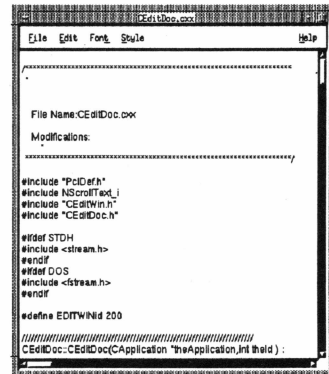 CEditDoc.cxx
File Edit Font Style Help
/************************************************************
File Name:CEditDoc.cxx
Modifications:
************************************************************/
#include "PclDef.h"
#include NScrollText_i
#include "CEditWin.h"
#include "CEditDoc.h"
#ifdef STDH
#include <stream.h>
#endif
#ifdef DOS
#include <fstream.h>
#endif
#define EDITWINid 200
////////////////////////////////////////////////////////////
CEditDoc::CEditDoc(CApplication *theApplication,int theId) :